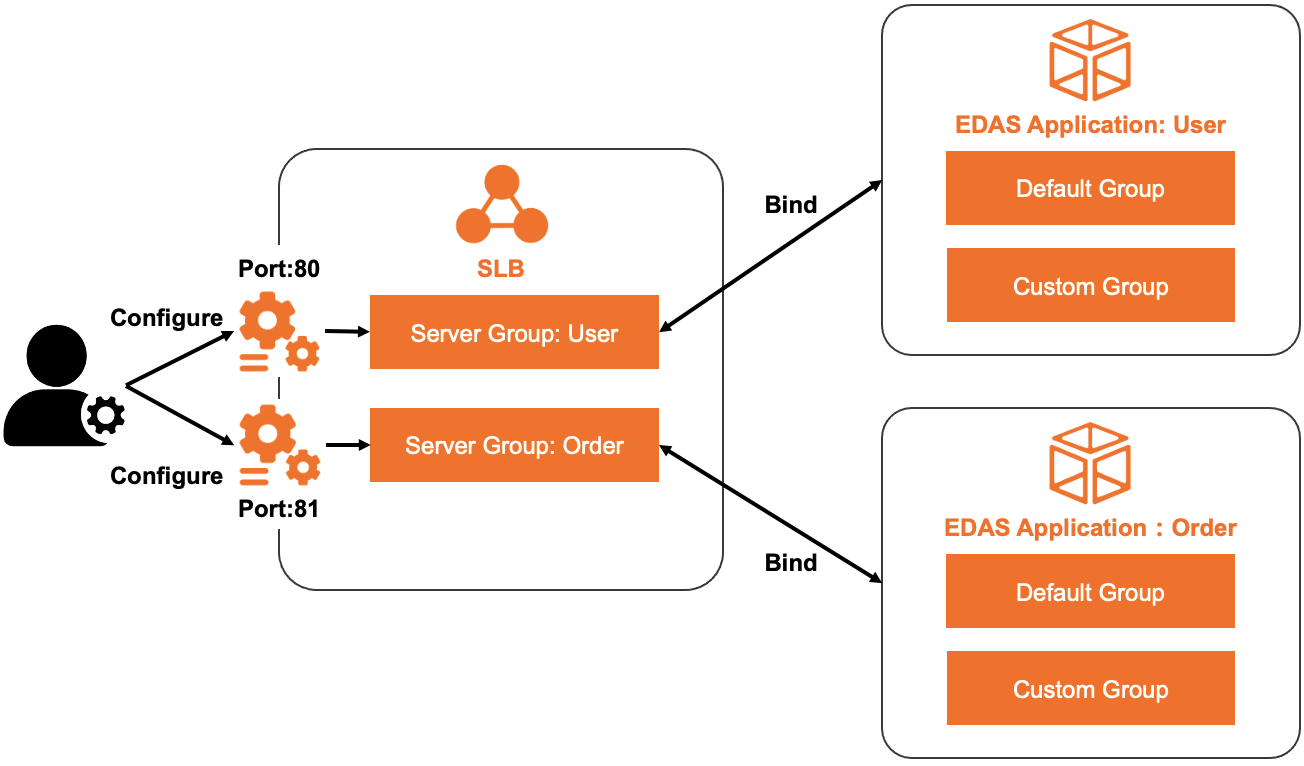 EDAS Application: User
Default Group
Custom Group
Bind
SLB
Port:80
Configure
Server Group: User
Server Group: Order
Configure
Port:81
Bind
EDAS Application：Order
Default Group
Custom Group